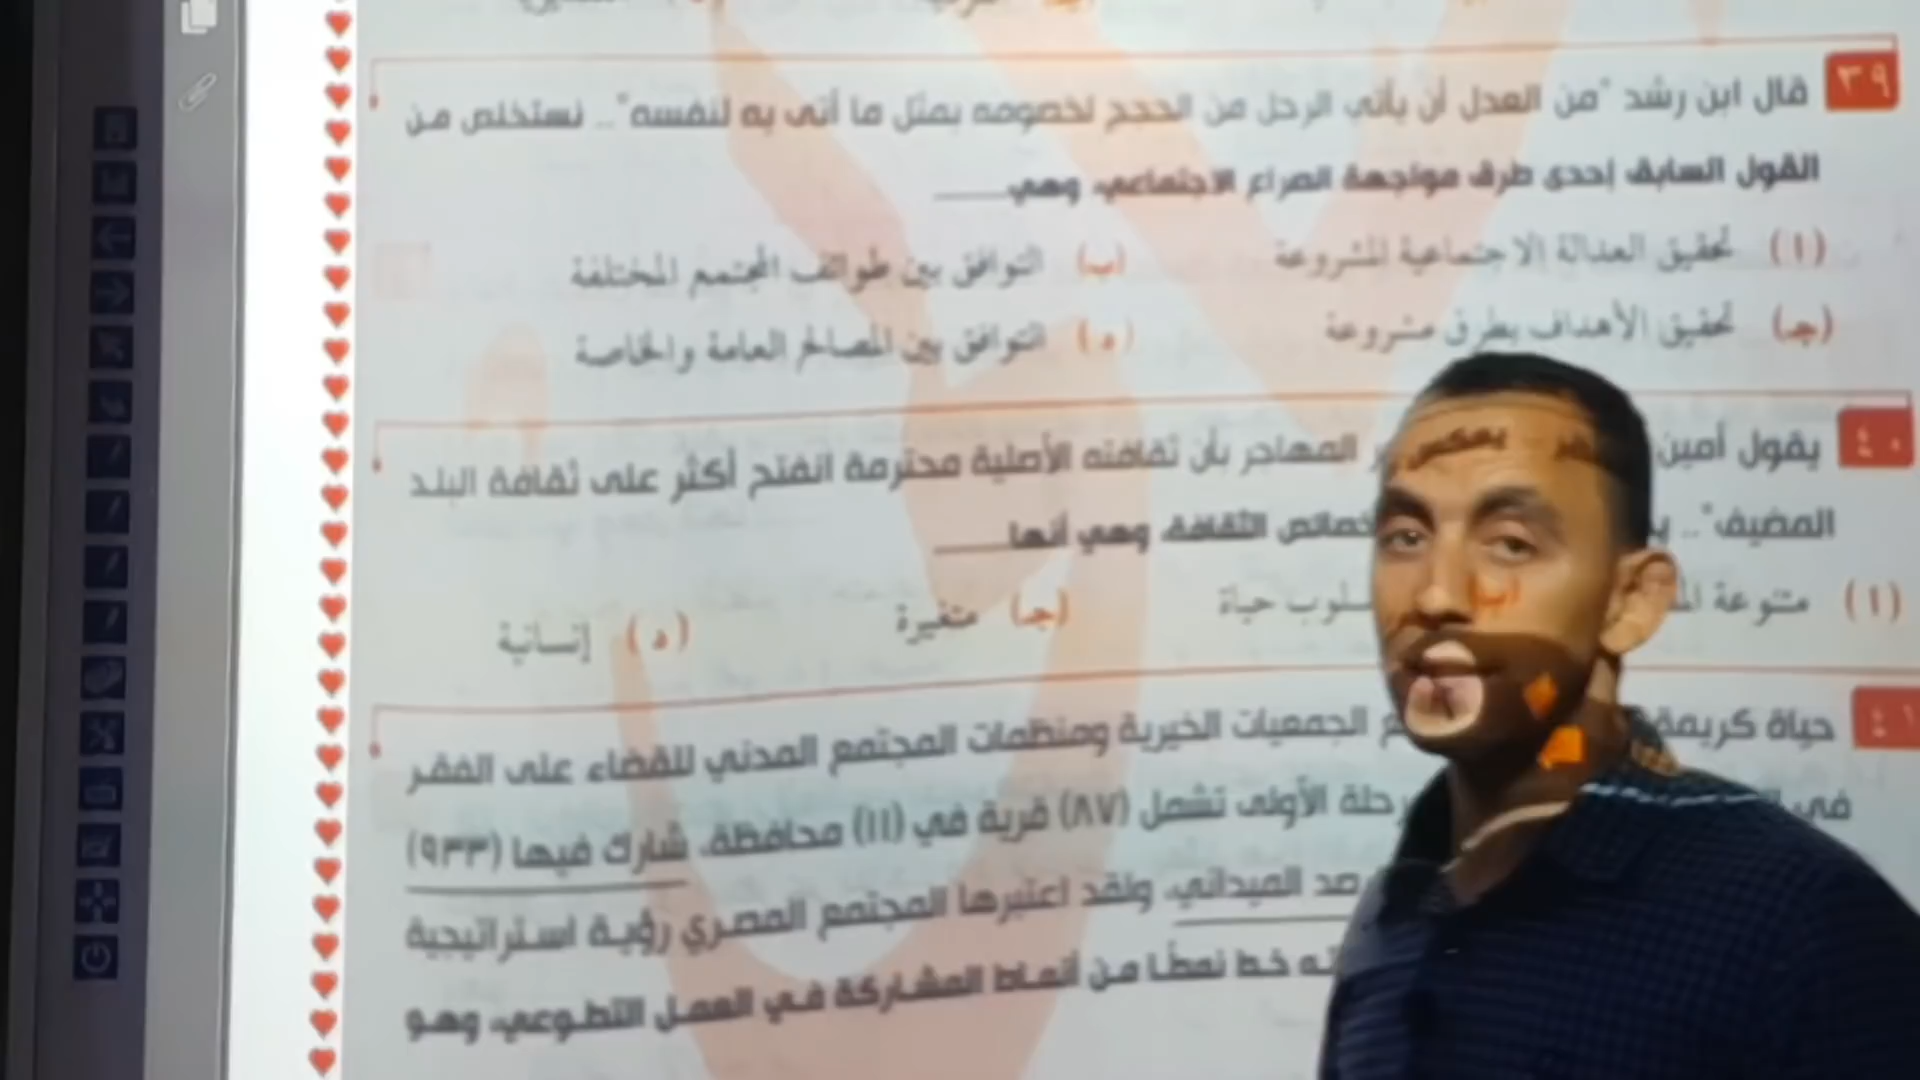 ٣٩
قال ابن رشد "من العدل أن يأتي الرجل من الحجج لخصومه بمثل ما أتى به لنفسه".. نستخلص من
القول السابق إحدى طرق مواجهة الصراع الاجتماعي، وهي
(ا) تحقيق العدالة الاجتماعية المشروعة
(ب) التوافق بين طوائف المجتمع المختلفة
(جـ) تحقيق الأهداف بطرق مشروعة
(د) التوافق بين المصالح العامة والخاصة
٤٠
يقول أمين المهاجر بأن ثقافته الأصلية محترمة انفتح أكثر على ثقافة البلد
المضيف".. خصائص الثقافة، وهي أنها
(ا) متنوعة
حياة
(جـ) متغيرة
(د) إنسانية
٤١
حياة كريمة الجمعيات الخيرية ومنظمات المجتمع المدني للقضاء على الفقر
في الأولى تشمل (٨٧) قرية في (١١) محافظة، شارك فيها (٩٣٣)
الميداني، ولقد اعتبرها المجتمع المصري رؤية استراتيجية
نمطًا من أنماط المشاركة في العمل التطوعي، وهو